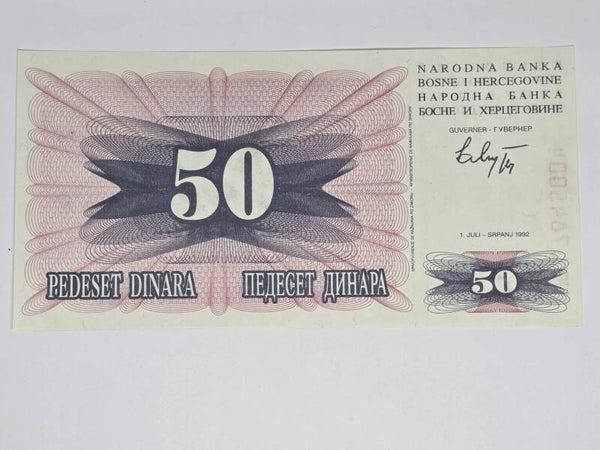 NARODNA BANKA
BOSNE I HERCEGOVINE
НАРОДНА БАНКА
БОСНЕ И ХЕРЦЕГОВИНЕ
GUVERNER - ГУВЕРНЕР
1. JULI - SRPANJ 1992
50
50
PEDESET DINARA
ПЕДЕСЕТ ДИНАРА